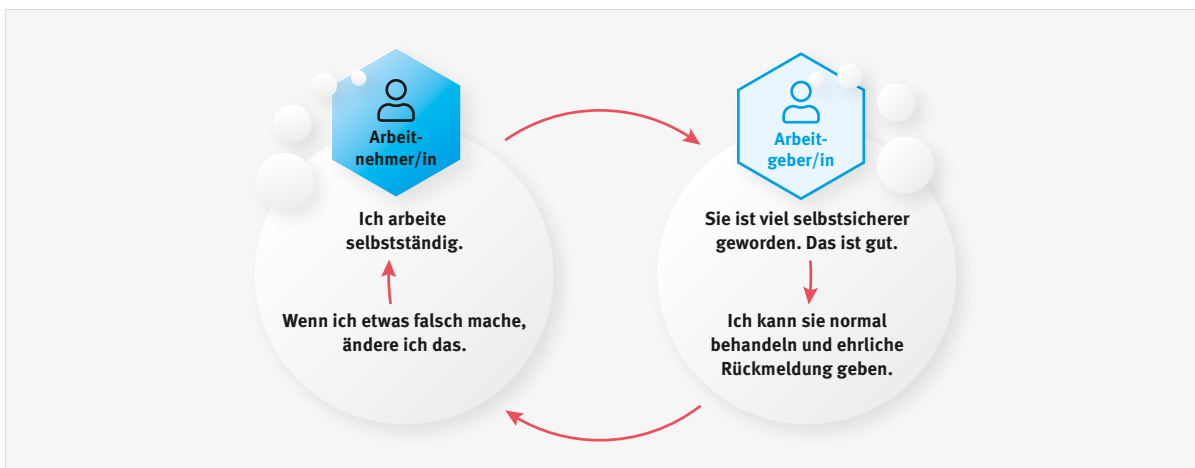 Arbeit-
nehmer/in
Ich arbeite
selbstständig.
Wenn ich etwas falsch mache,
ändere ich das.
Arbeit-
geber/in
Sie ist viel selbstsicherer
geworden. Das ist gut.
Ich kann sie normal
behandeln und ehrliche
Rückmeldung geben.